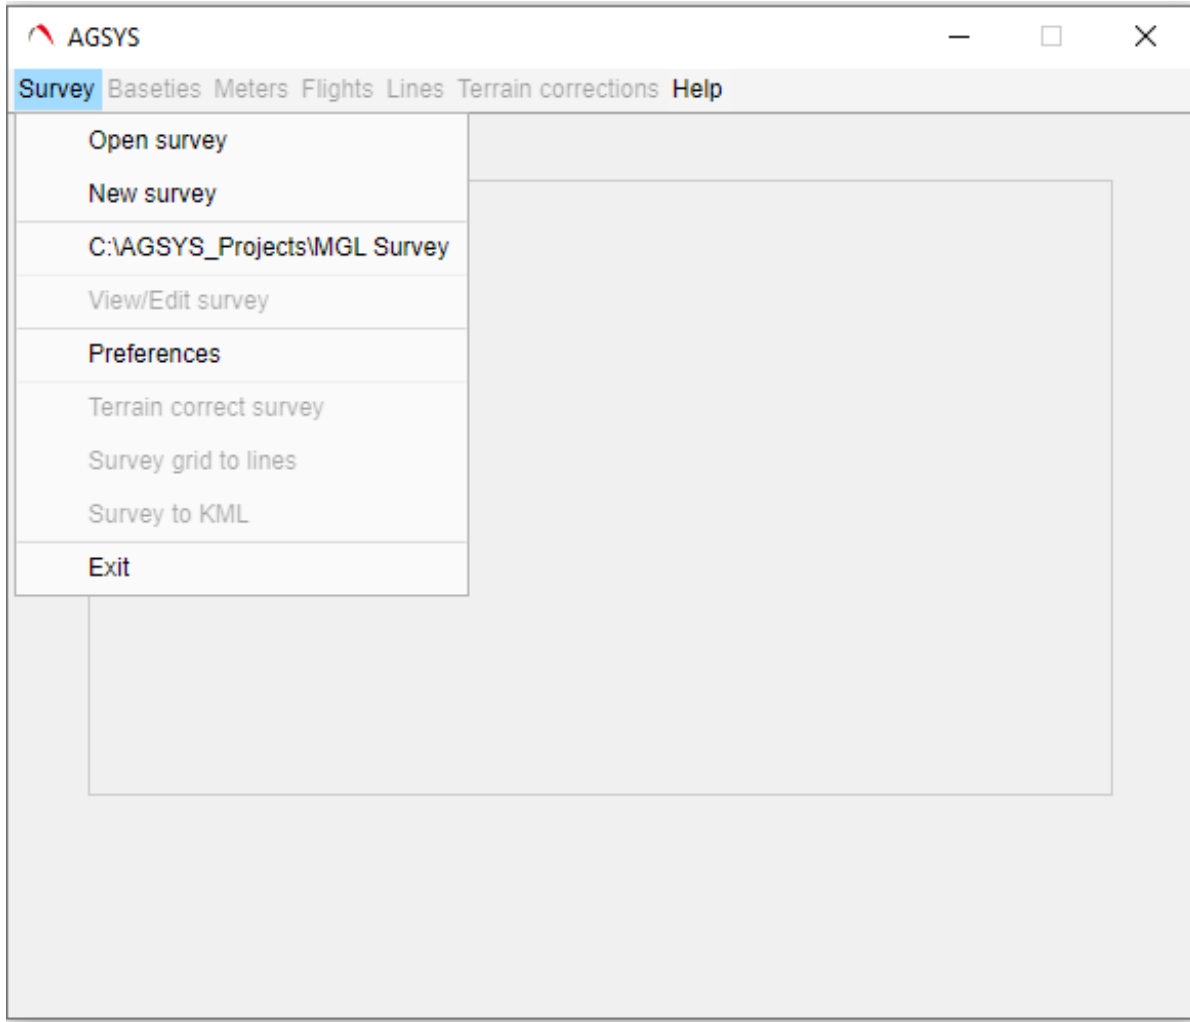 AGSYS
Survey Baseties Meters Flights Lines Terrain corrections Help
Open survey
New survey
C:\AGSYS_Projects\MGL Survey
View/Edit survey
Preferences
Terrain correct survey
Survey grid to lines
Survey to KML
Exit